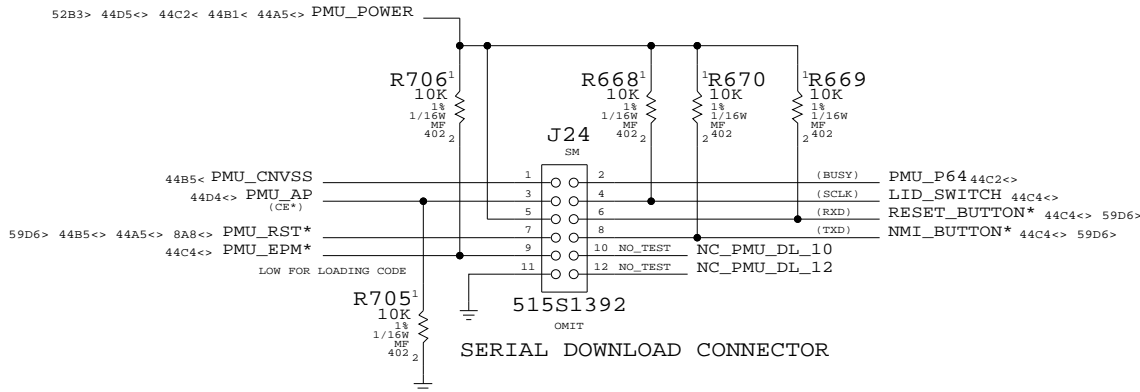 52B3> 44D5<> 44C2< 44B1< 44A5<> PMU_POWER
R706 1
10K
1%
1/16W
MF
402 2
R668 1
10K
1%
1/16W
MF
402 2
1 R670
10K
1%
1/16W
MF
402
2
1 R669
10K
1%
1/16W
MF
402
2
J24
SM
44B5< PMU_CNVSS 1
2 (BUSY) PMU_P64 44C2<>
44D4<> PMU_AP 3
(CE*)
4 (SCLK) LID_SWITCH 44C4<>
5
6 (RXD) RESET_BUTTON* 44C4<> 59D6>
59D6> 44B5<> 44A5<> 8A8<> PMU_RST* 7
8 (TXD) NMI_BUTTON* 44C4<> 59D6>
44C4<> PMU_EPM* 9
10 NO_TEST NC_PMU_DL_10
LOW FOR LOADING CODE
11
12 NO_TEST NC_PMU_DL_12
515S1392
OMIT
R705 1
10K
1%
1/16W
MF
402 2
SERIAL DOWNLOAD CONNECTOR